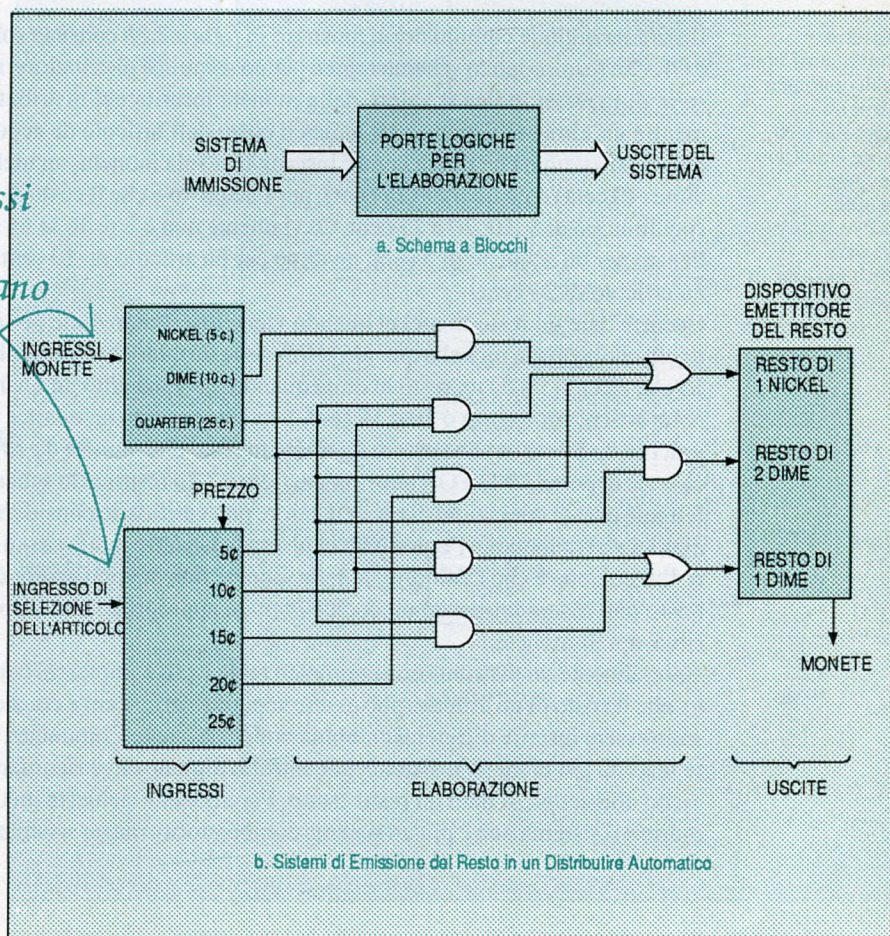 SISTEMA
DI
IMMISSIONE
PORTE LOGICHE
PER
L'ELABORAZIONE
USCITE DEL
SISTEMA
a. Schema a Blocchi
INGRESSI
MONETE
NICKEL (5 c.)
DIME (10 c.)
QUARTER (25 c.)
PREZZO
INGRESSO DI
SELEZIONE
DELL'ARTICOLO
5¢
10¢
15¢
20¢
25¢
DISPOSITIVO
EMETTITORE
DEL RESTO
RESTO DI
1 NICKEL
RESTO DI
2 DIME
RESTO DI
1 DIME
MONETE
INGRESSI
ELABORAZIONE
USCITE
b. Sistemi di Emissione del Resto in un Distributire Automatico